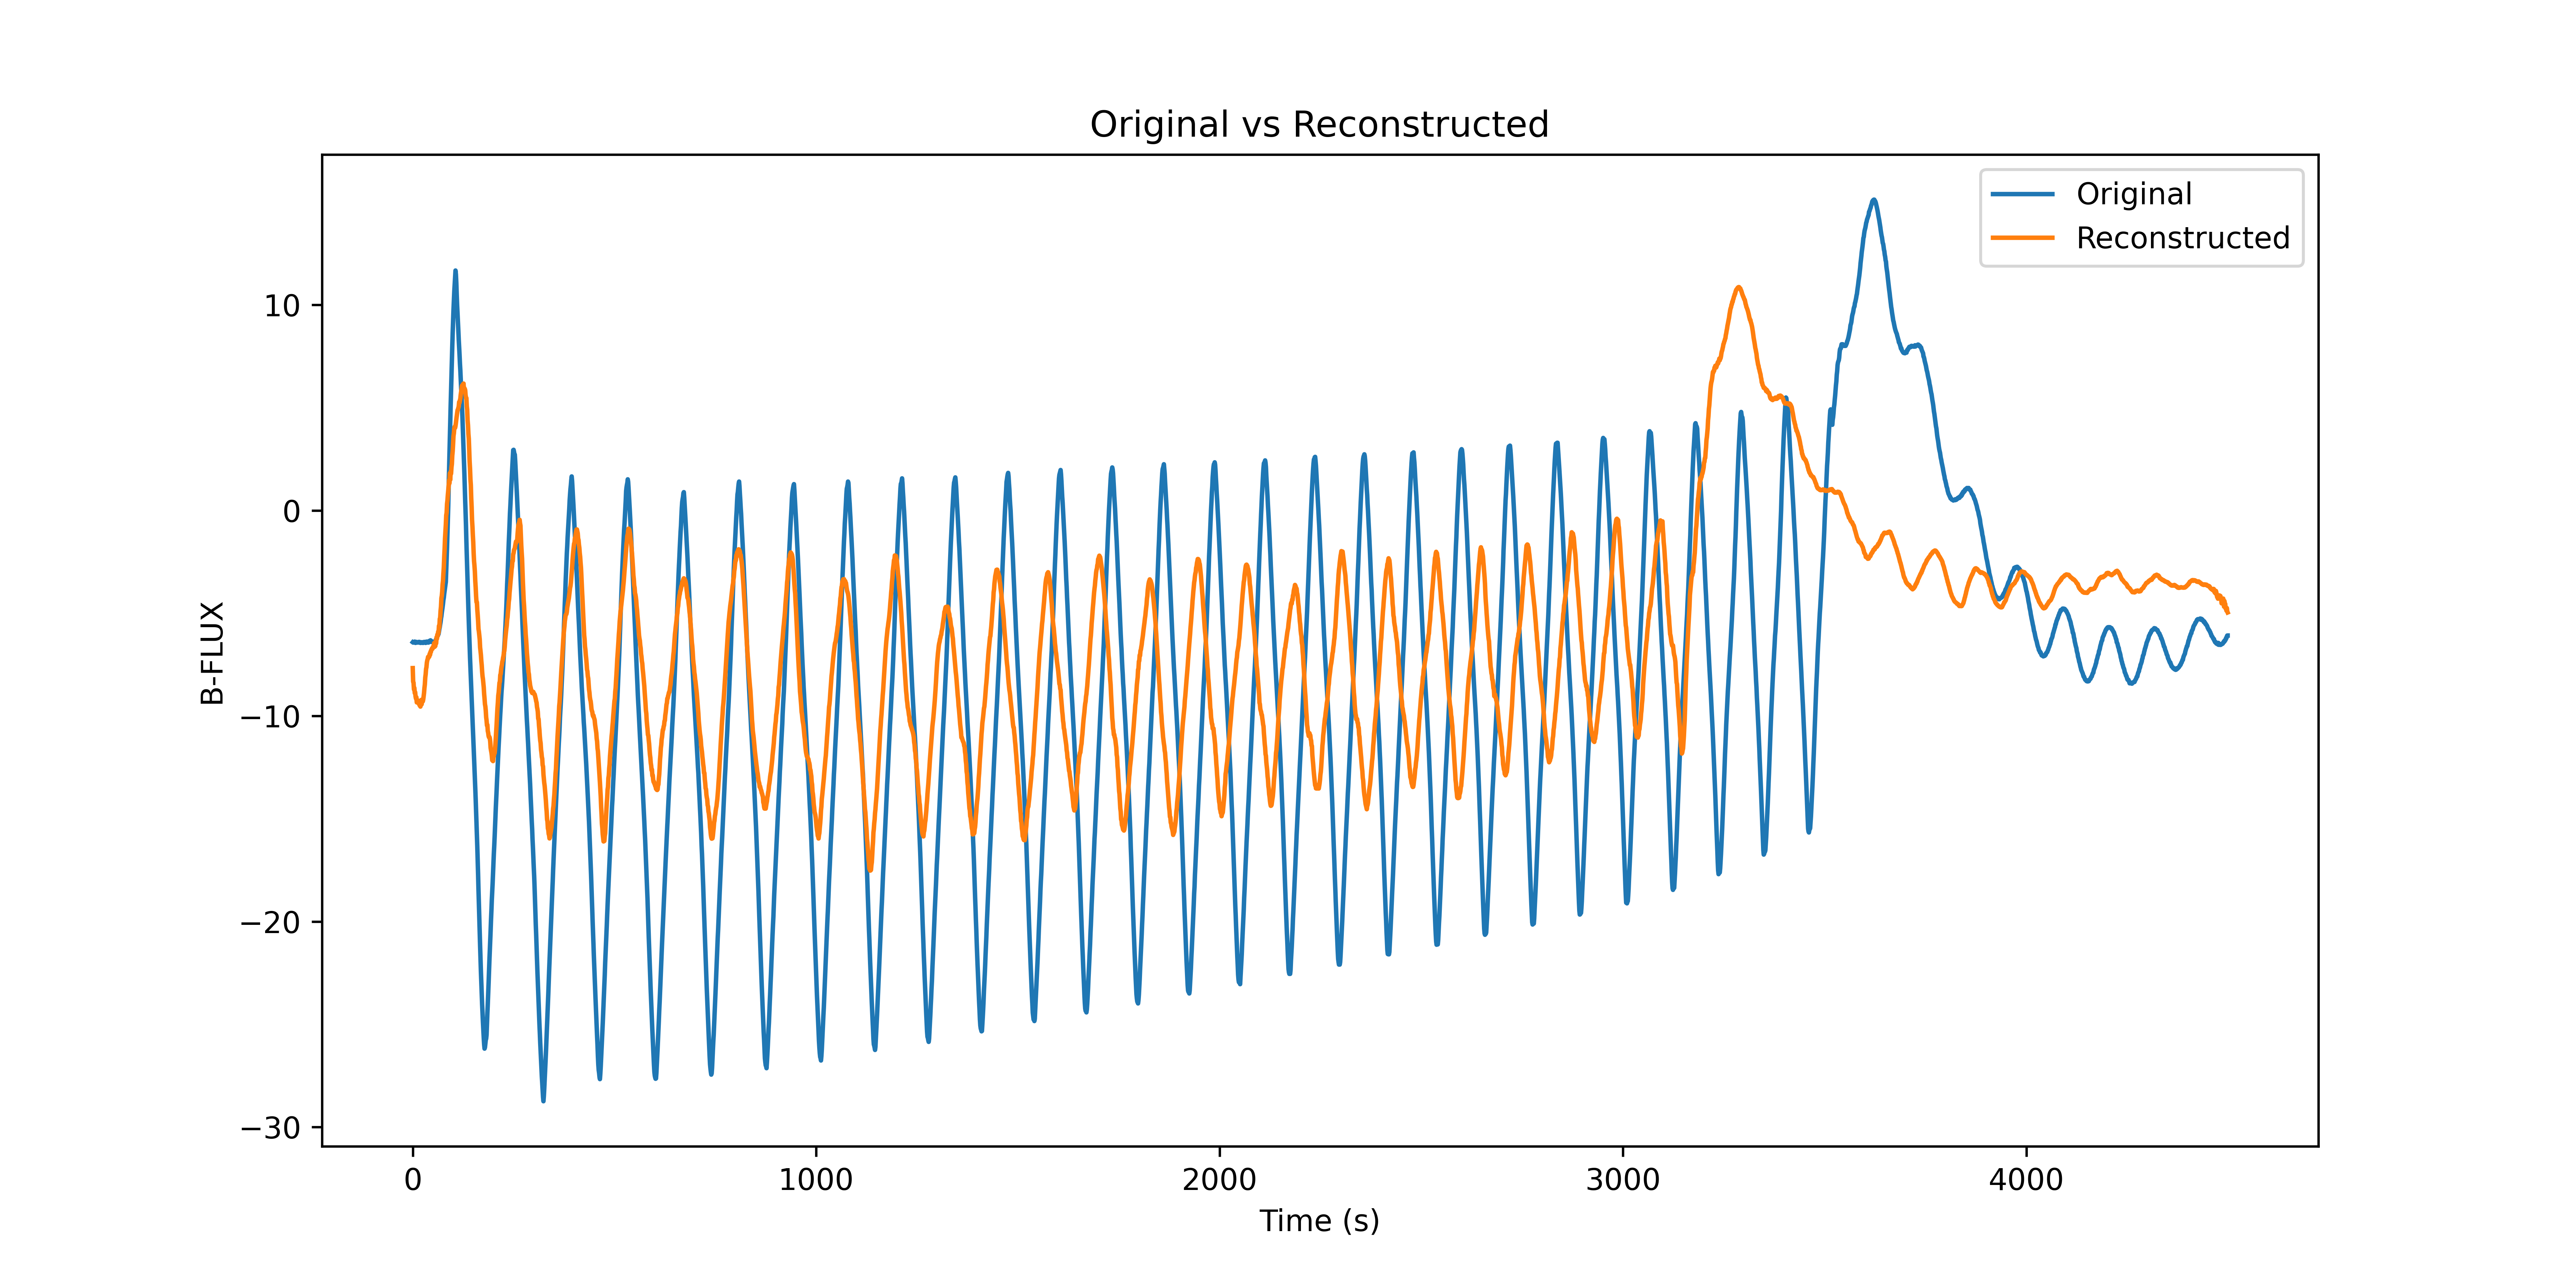 Original vs Reconstructed
Original
Reconstructed
B-FLUX
10
0
−10
−20
−30
0
1000
2000
3000
4000
Time (s)